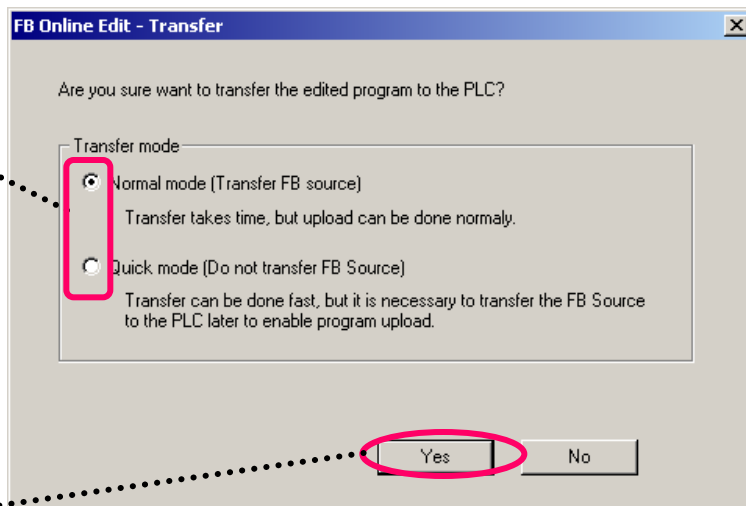 FB Online Edit - Transfer
Are you sure want to transfer the edited program to the PLC?
Transfer mode
Normal mode (Transfer FB source)
Transfer takes time, but upload can be done normaly.
Quick mode (Do not transfer FB Source)
Transfer can be done fast, but it is necessary to transfer the FB Source
to the PLC later to enable program upload.
Yes No